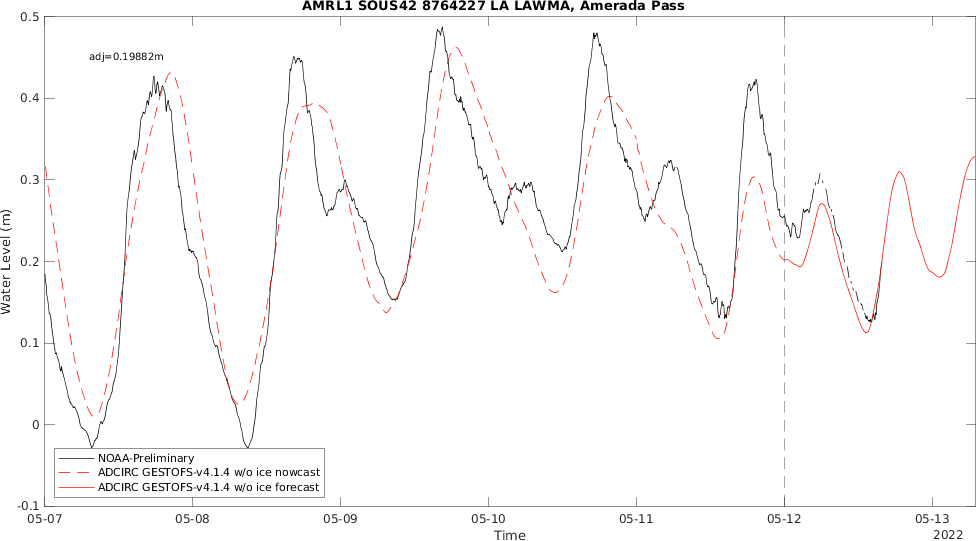 AMRL1 SOUS42 8764227 LA LAWMA, Amerada Pass
adj=0.19882m
0.5
0.4
0.3
0.2
0.1
0
-0.1
Water Level (m)
NOAA-Preliminary
ADCIRC GESTOFS-v4.1.4 w/o ice nowcast
ADCIRC GESTOFS-v4.1.4 w/o ice forecast
05-07 05-08 05-09 05-10 05-11 05-12 05-13
Time
2022